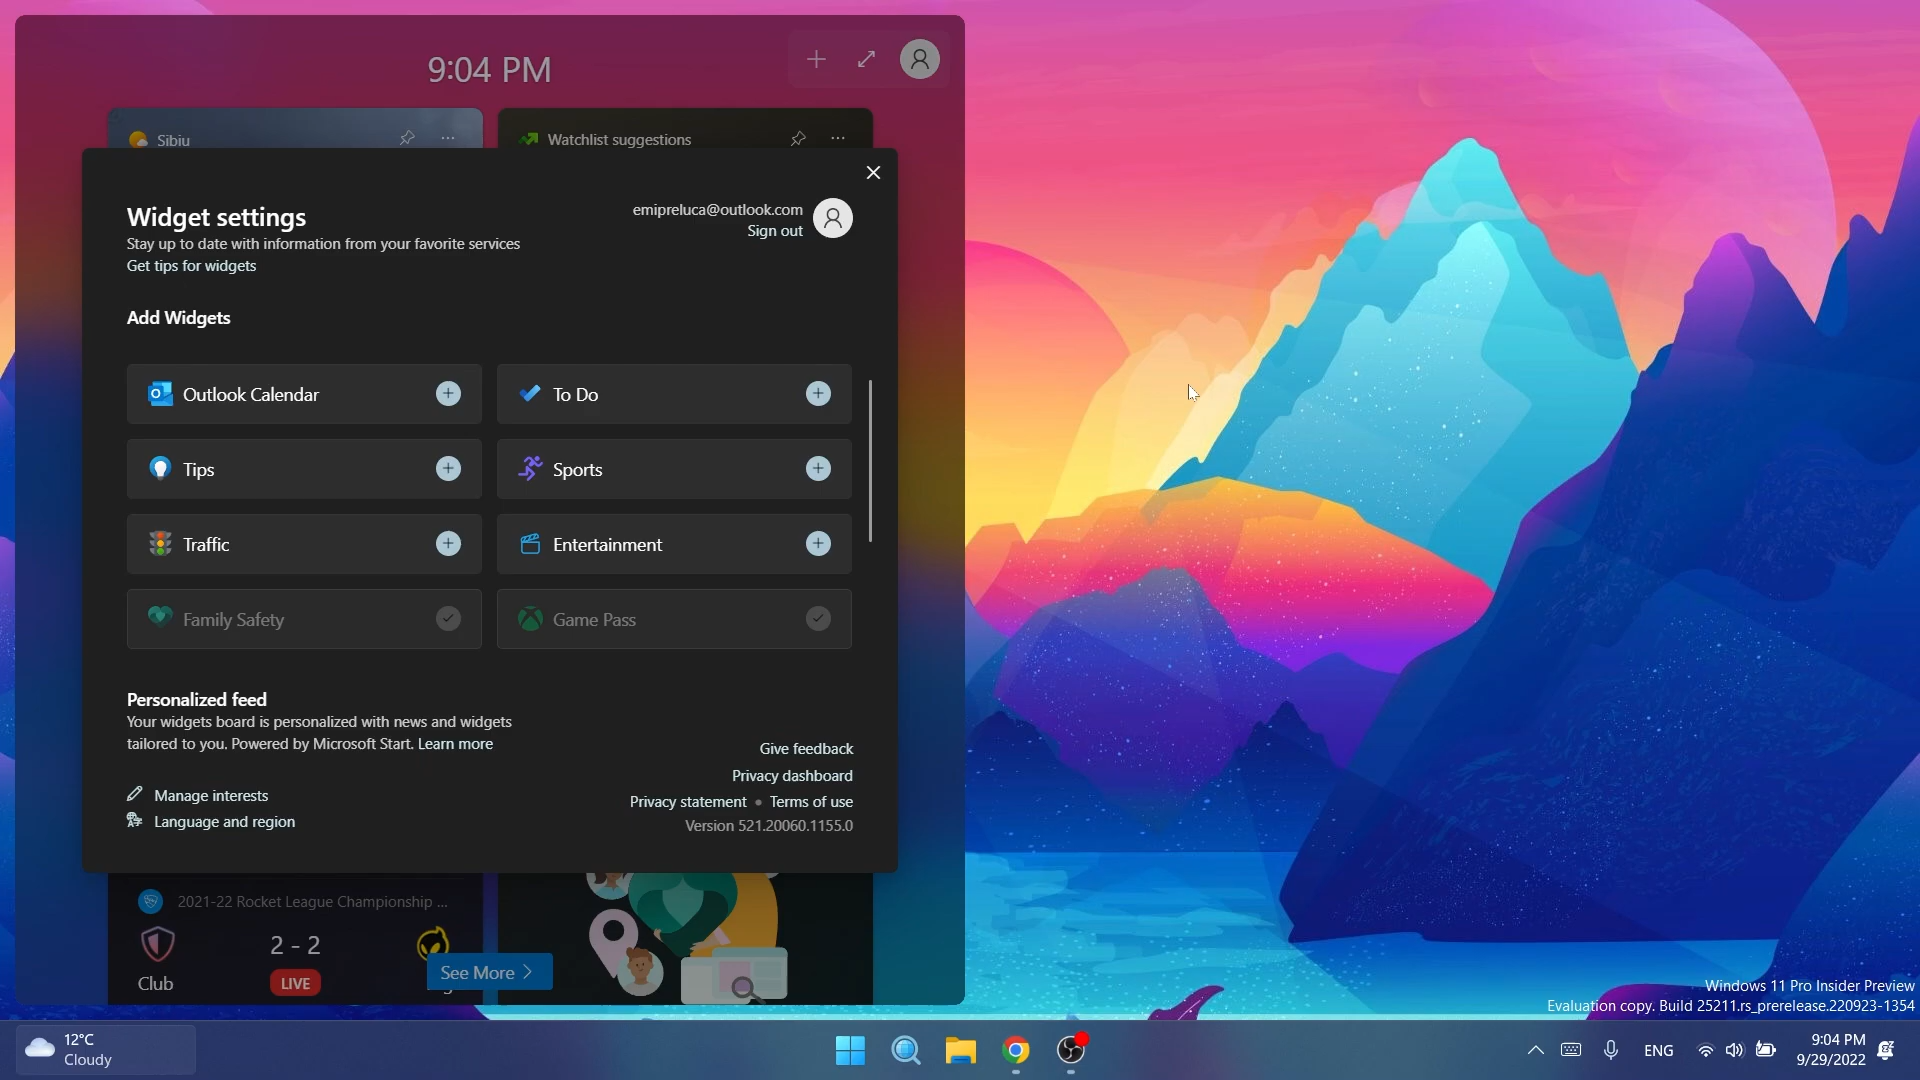 9:04 PM
Sibiu
...
Watchlist suggestions
...
Widget settings
Stay up to date with information from your favorite services
Get tips for widgets
emipreluca@outlook.com
Sign out
Add Widgets
Outlook Calendar
To Do
Tips
Sports
Traffic
Entertainment
Family Safety
Game Pass
Personalized feed
Your widgets board is personalized with news and widgets
tailored to you. Powered by Microsoft Start. Learn more
Manage interests
Language and region
Give feedback
Privacy dashboard
Privacy statement • Terms of use
Version 521.20060.1155.0
2021-22 Rocket League Championship ...
2 - 2
Club
LIVE
See More
Windows 11 Pro Insider Preview
Evaluation copy. Build 25211.rs_prerelease.220923-1354
12°C
Cloudy
ENG
9:04 PM
9/29/2022